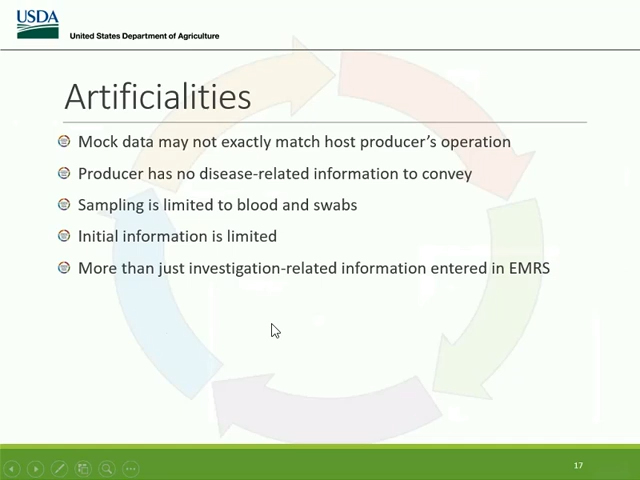 USDA
United States Department of Agriculture
Artificialities
Mock data may not exactly match host producer's operation
Producer has no disease-related information to convey
Sampling is limited to blood and swabs
Initial information is limited
More than just investigation-related information entered in EMRS
17